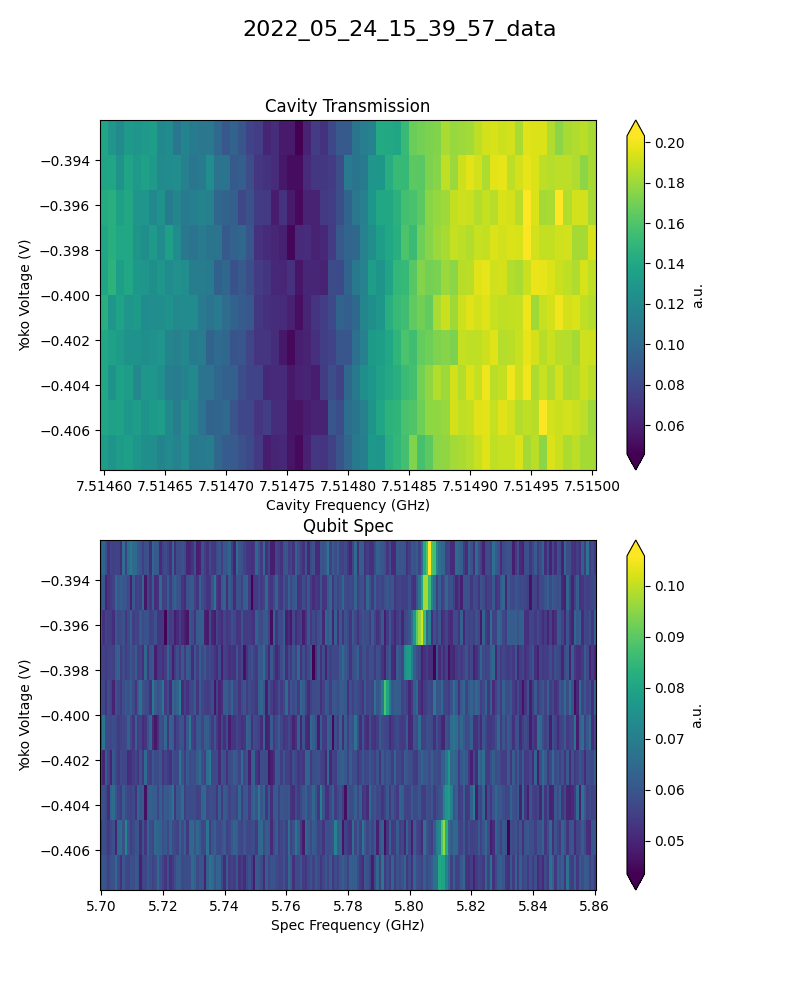 2022_05_24_15_39_57_data
Cavity Transmission
Yoko Voltage (V)
−0.394
−0.396
−0.398
−0.400
−0.402
−0.404
−0.406
7.51460 7.51465 7.51470 7.51475 7.51480 7.51485 7.51490 7.51495 7.51500
Cavity Frequency (GHz)
0.20
0.18
0.16
0.14
0.12
0.10
0.08
0.06
a.u.
Qubit Spec
Yoko Voltage (V)
−0.394
−0.396
−0.398
−0.400
−0.402
−0.404
−0.406
5.70 5.72 5.74 5.76 5.78 5.80 5.82 5.84 5.86
Spec Frequency (GHz)
0.10
0.09
0.08
0.07
0.06
0.05
a.u.